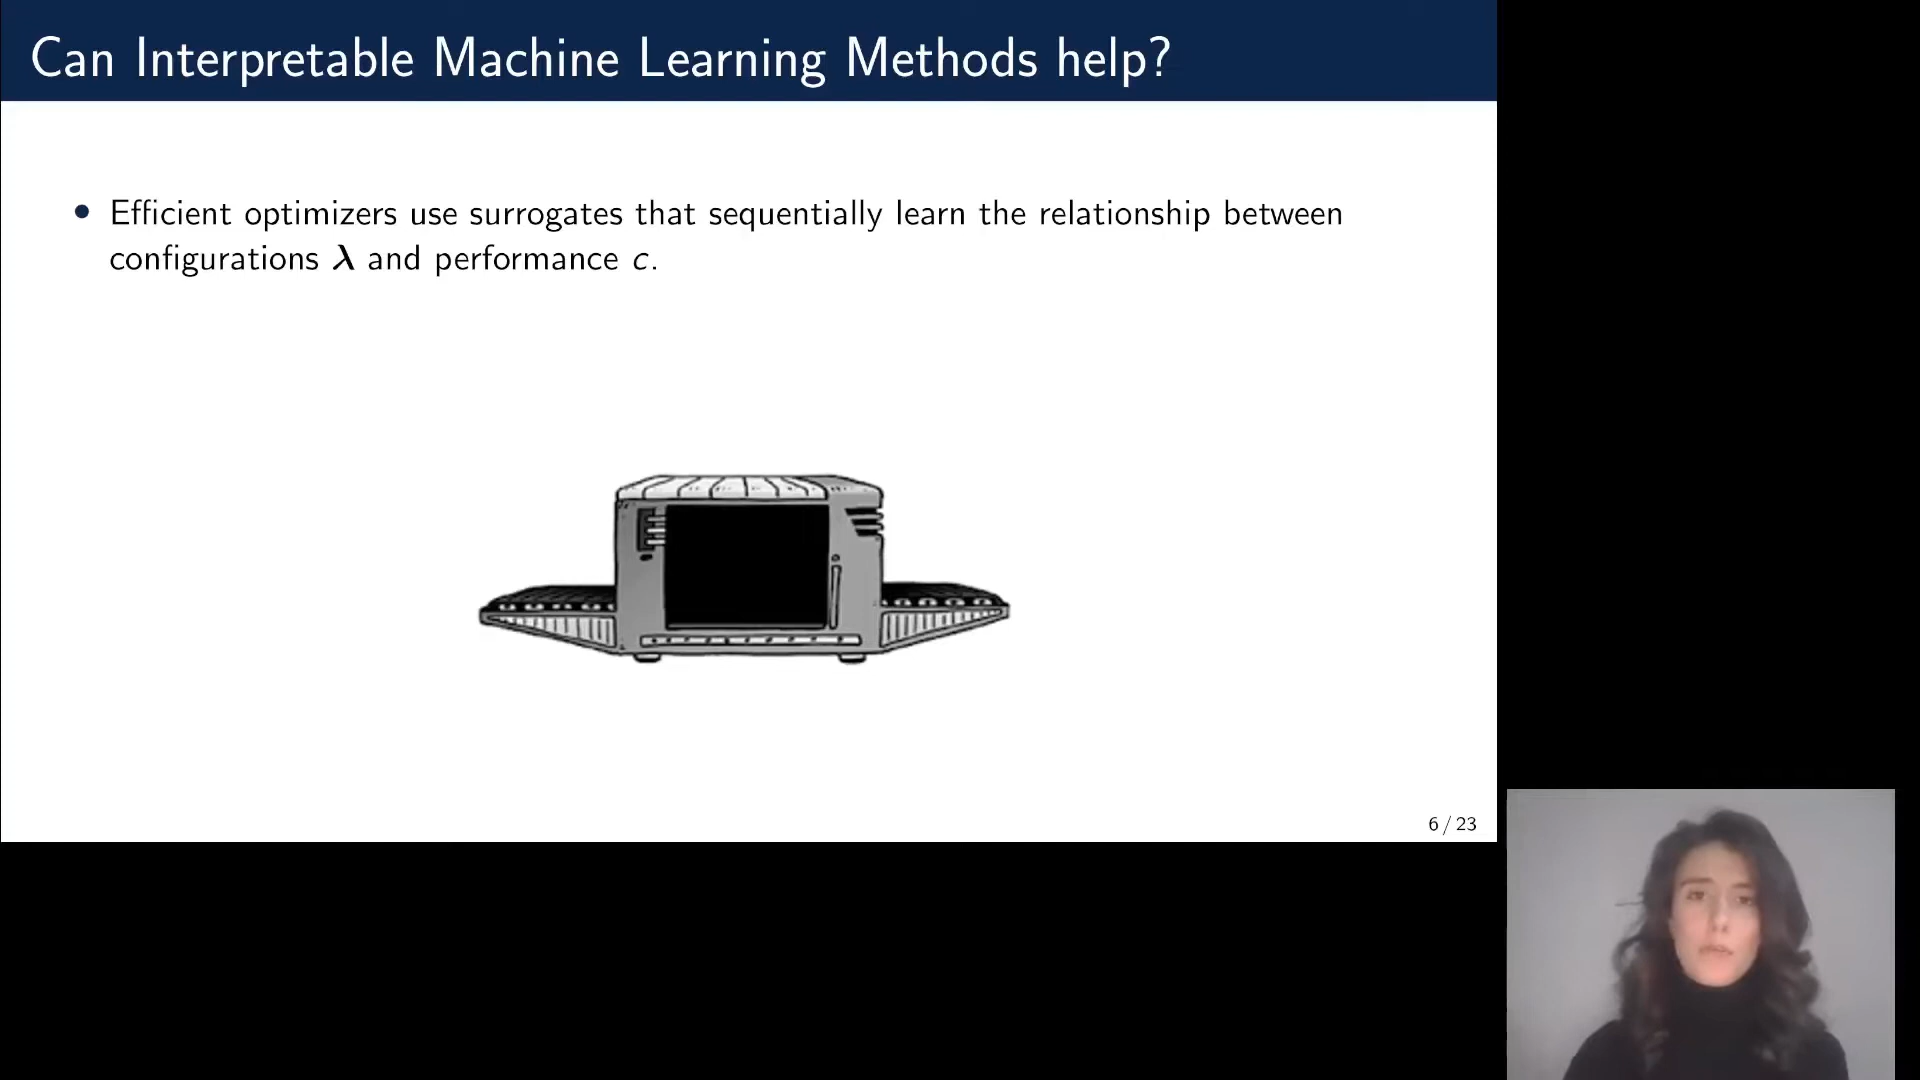 Can Interpretable Machine Learning Methods help?
• Efficient optimizers use surrogates that sequentially learn the relationship between
configurations λ and performance c.
6 / 23